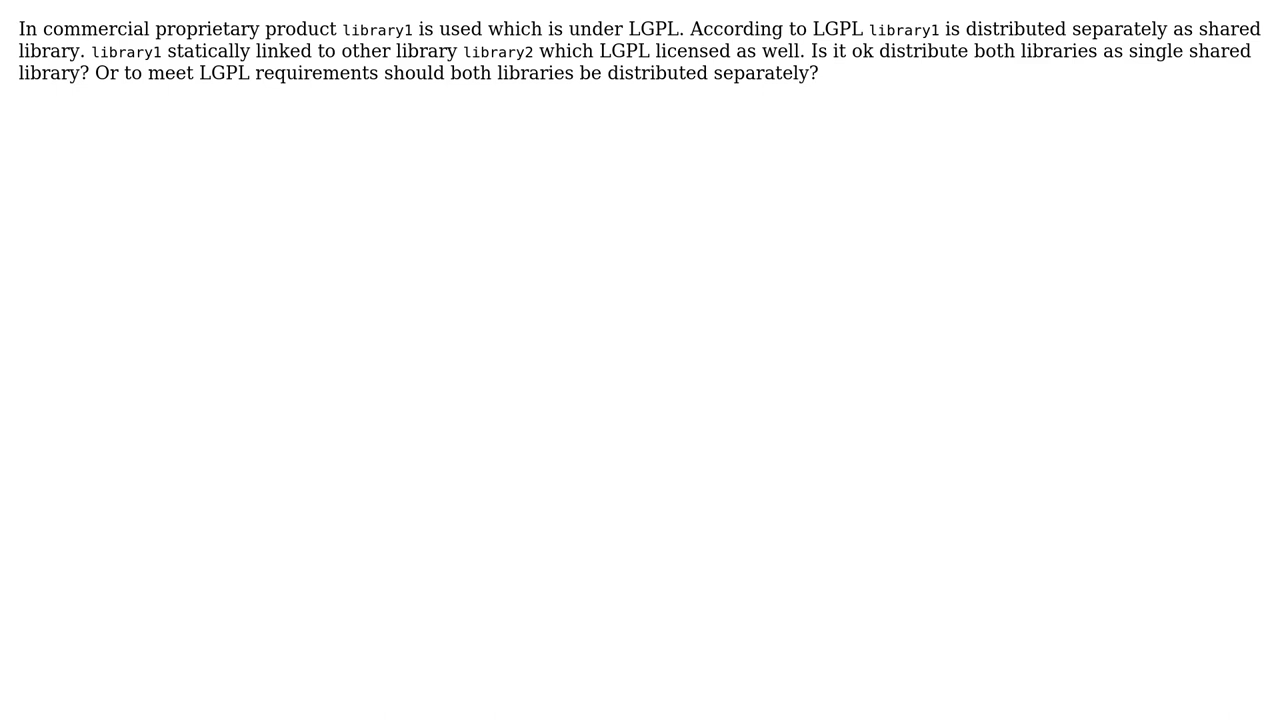 In commercial proprietary product library1 is used which is under LGPL. According to LGPL library1 is distributed separately as shared
library. library1 statically linked to other library library2 which LGPL licensed as well. Is it ok distribute both libraries as single shared
library? Or to meet LGPL requirements should both libraries be distributed separately?